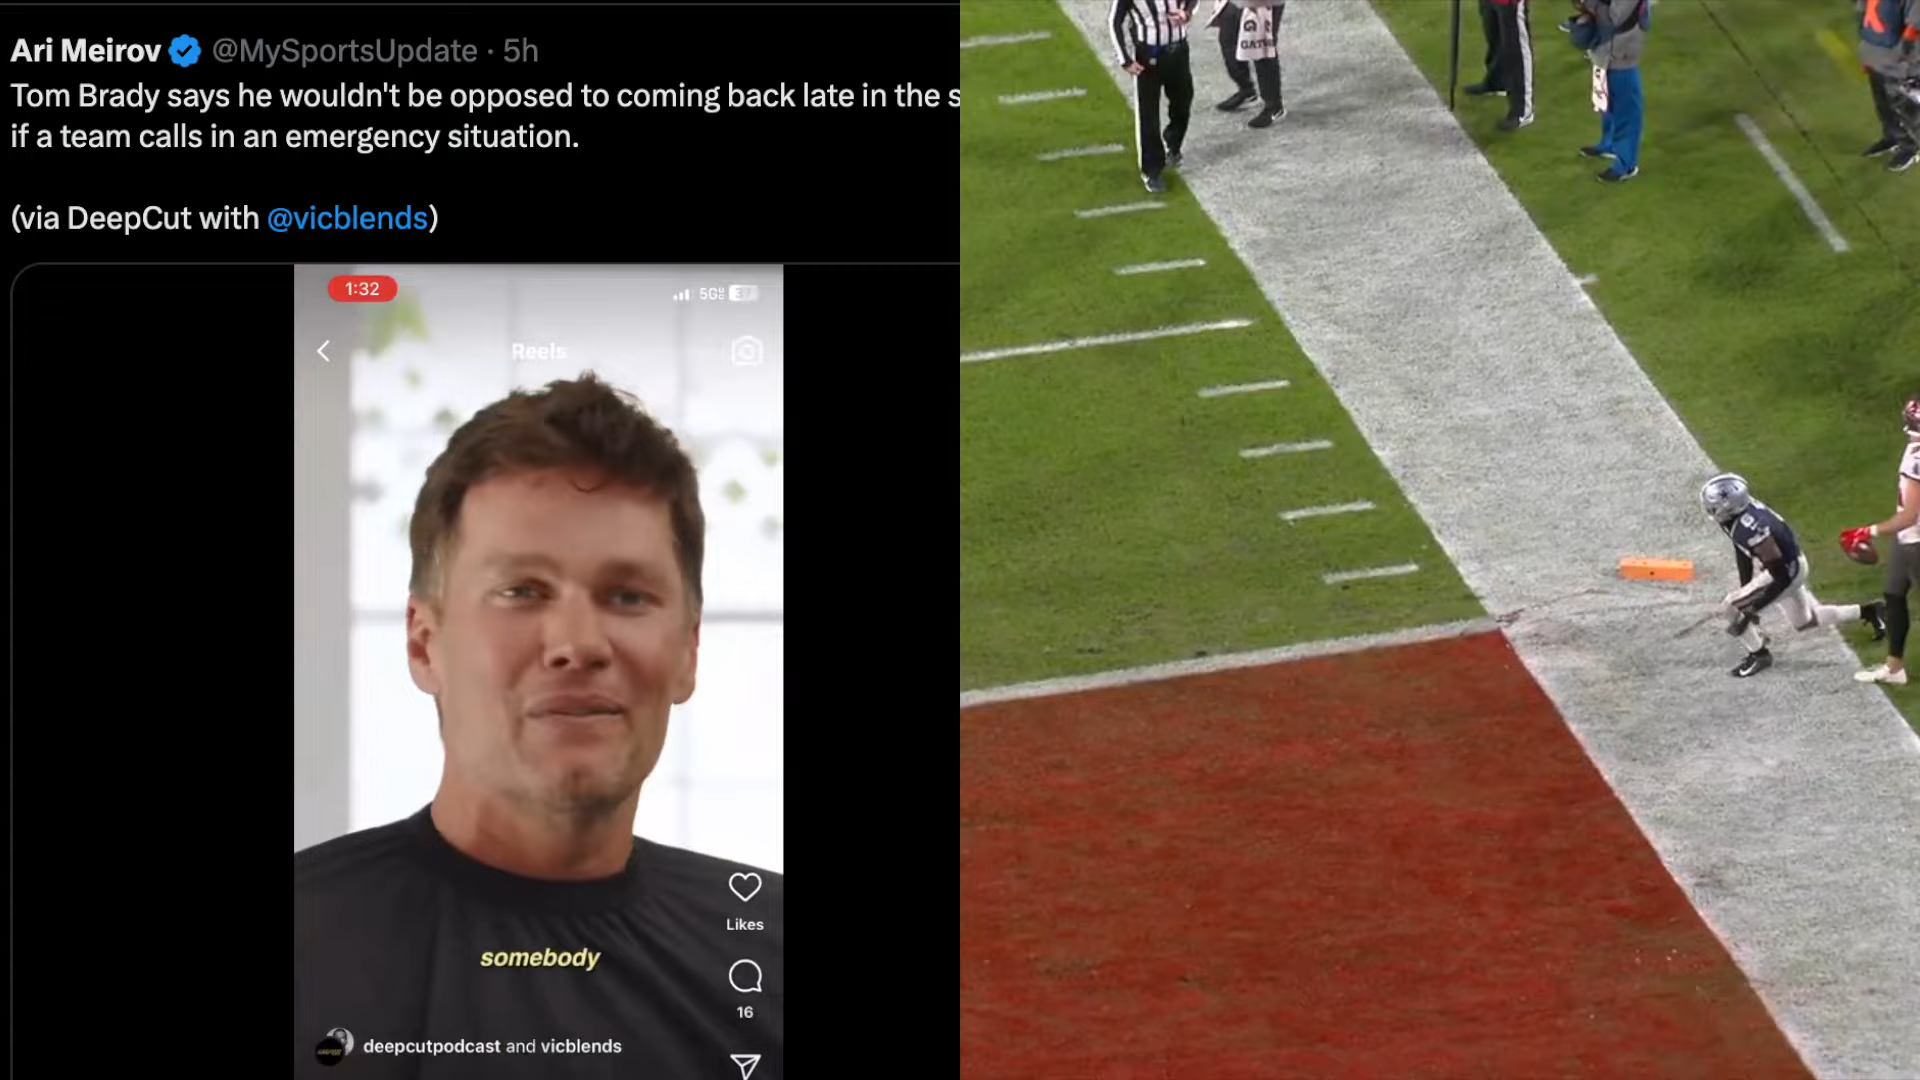 Ari Meirov @MySportsUpdate · 5h
Tom Brady says he wouldn't be opposed to coming back late in the s
if a team calls in an emergency situation.
(via DeepCut with @vicblends)
1:32
5G 37
Reels
Likes
somebody
16
deepcutpodcast and vicblends